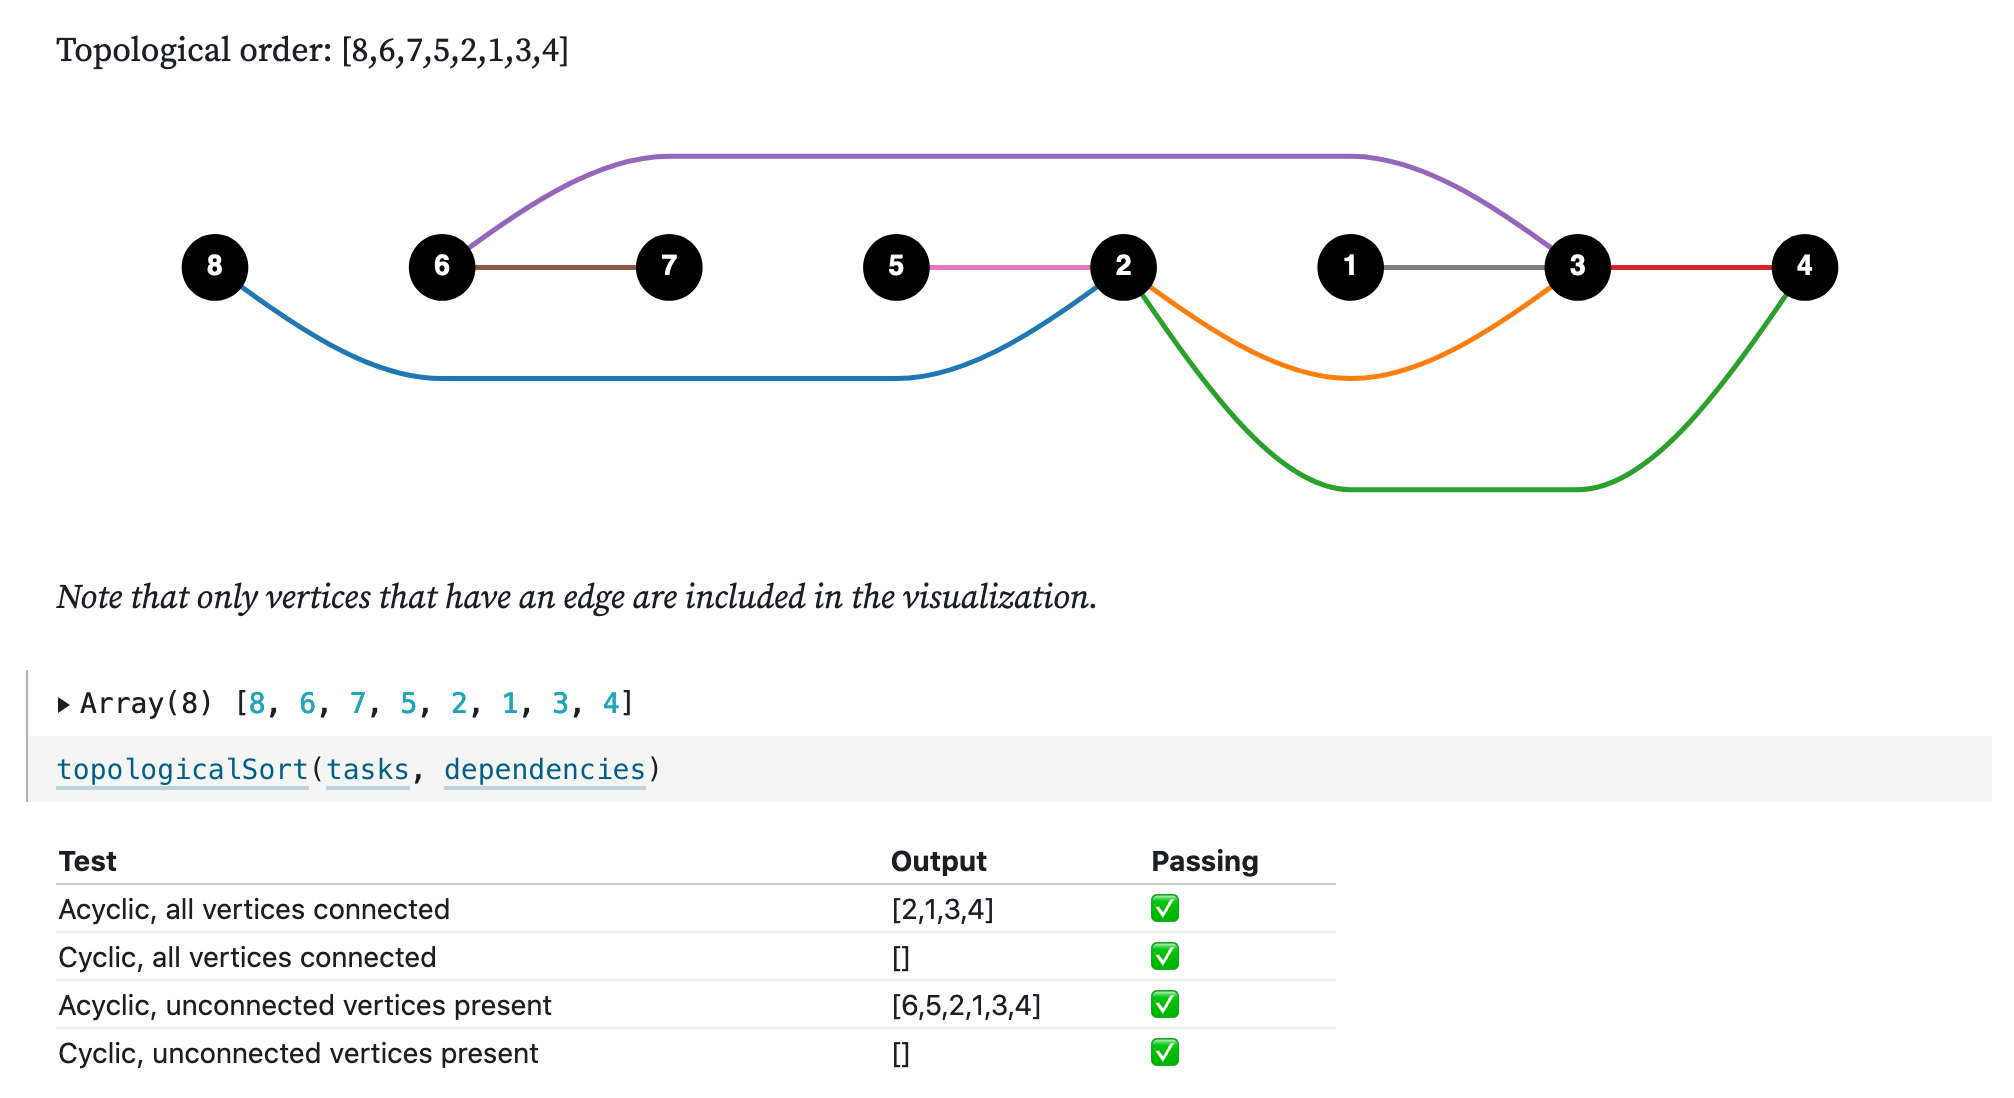 Topological order: [8,6,7,5,2,1,3,4]
8 6 7 5 2 1 3 4
Note that only vertices that have an edge are included in the visualization.
▸ Array(8) [8, 6, 7, 5, 2, 1, 3, 4]
topologicalSort(tasks, dependencies)
Test Output Passing
Acyclic, all vertices connected [2,1,3,4] ✅
Cyclic, all vertices connected [] ✅
Acyclic, unconnected vertices present [6,5,2,1,3,4] ✅
Cyclic, unconnected vertices present [] ✅